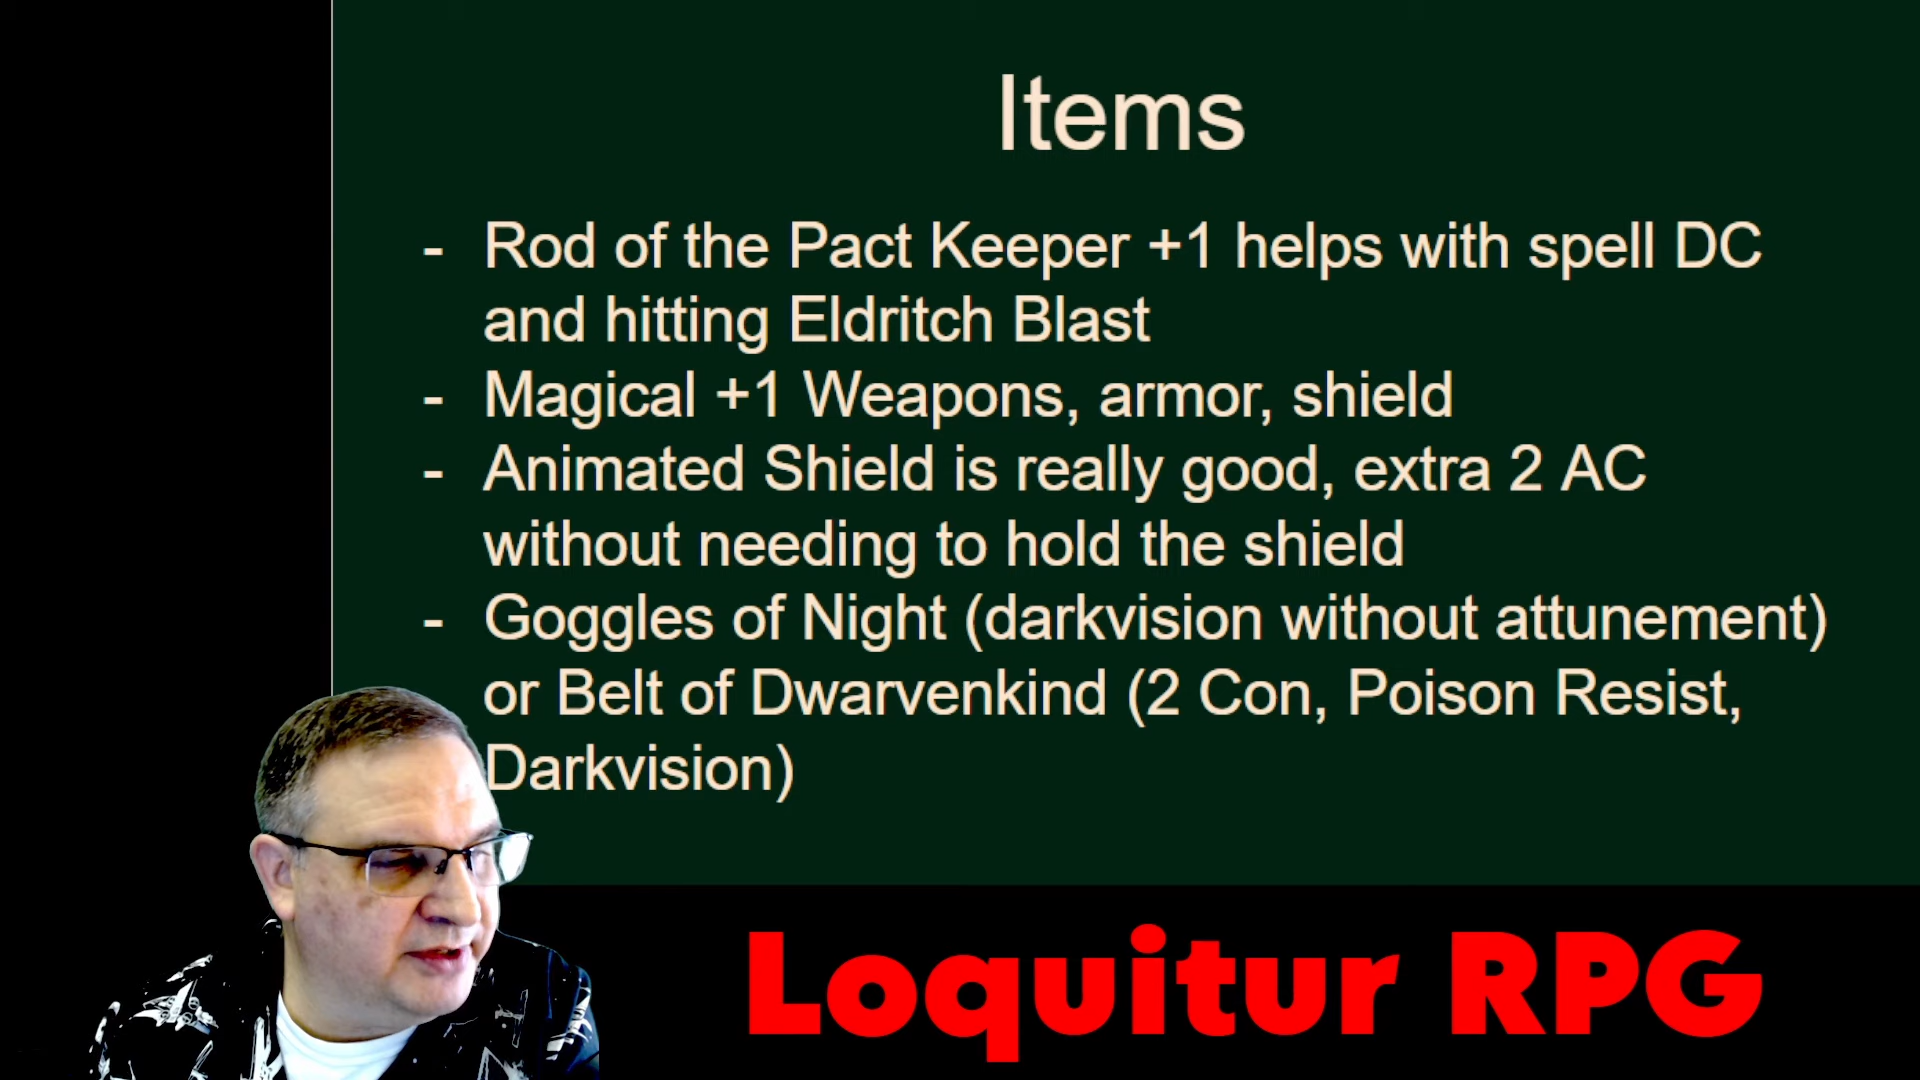 Items
- Rod of the Pact Keeper +1 helps with spell DC
and hitting Eldritch Blast
- Magical +1 Weapons, armor, shield
- Animated Shield is really good, extra 2 AC
without needing to hold the shield
- Goggles of Night (darkvision without attunement)
or Belt of Dwarvenkind (2 Con, Poison Resist,
Darkvision)
Loquitur RPG